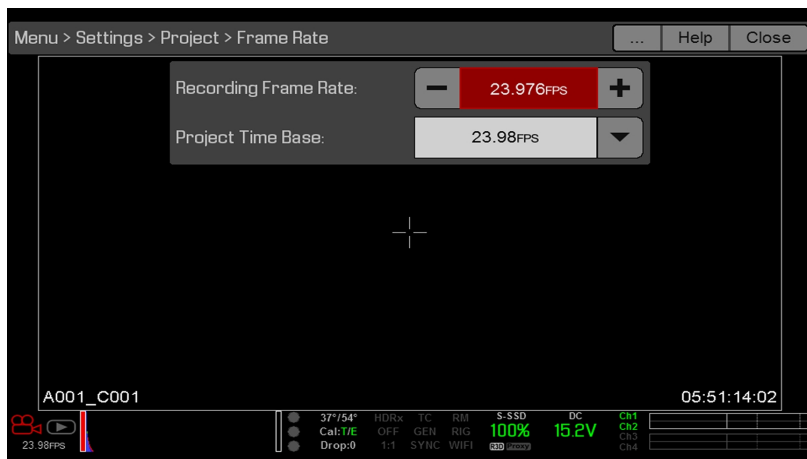 Menu > Settings > Project > Frame Rate ... Help Close
Recording Frame Rate: 23.976FPS
Project Time Base: 23.98FPS
A001_C001 05:51:14:02
37°/54° HDRx TC RM S-SSD DC Ch1
Cal:T/E OFF GEN RIG 100% 15.2V Ch2
Drop:0 1:1 SYNC WIFI R3D Proxy Ch3
23.98FPS Ch4